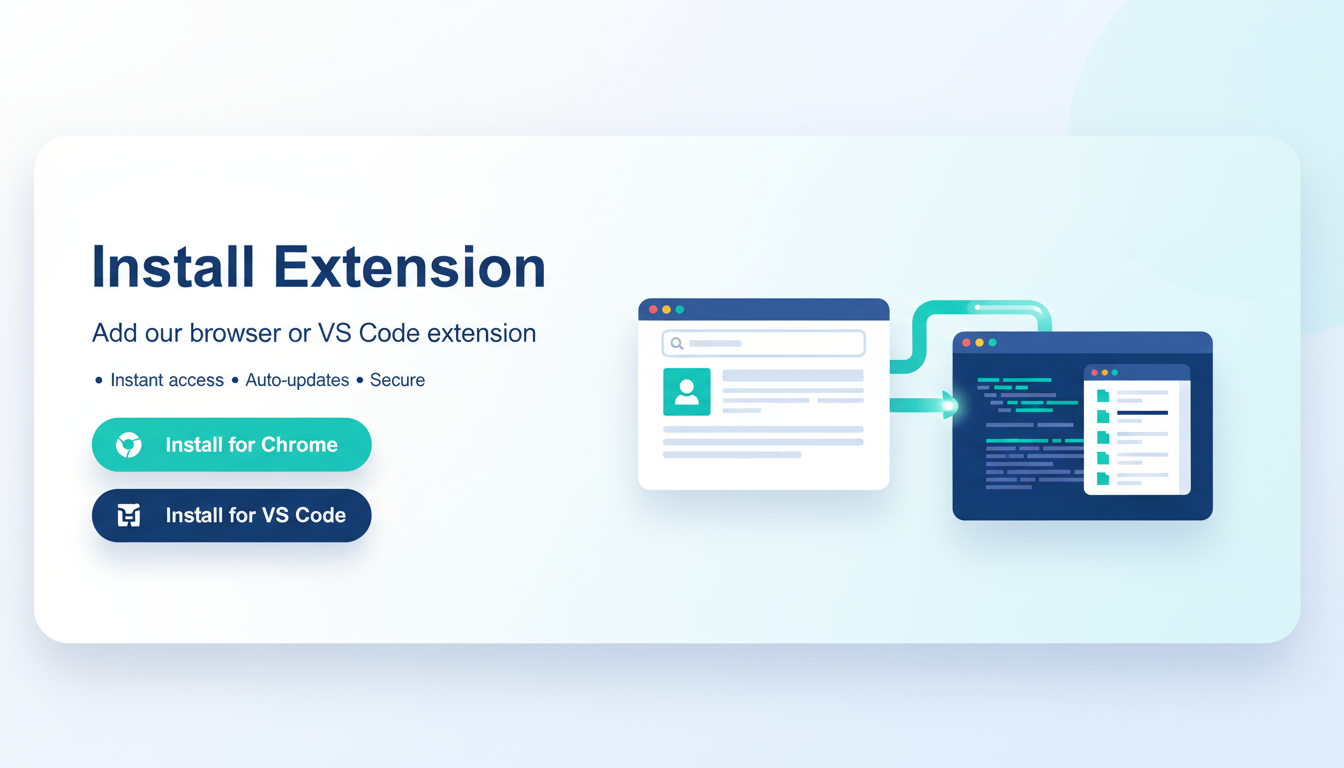 Install Extension
Add our browser or VS Code extension
• Instant access • Auto-updates • Secure
Install for Chrome
Install for VS Code